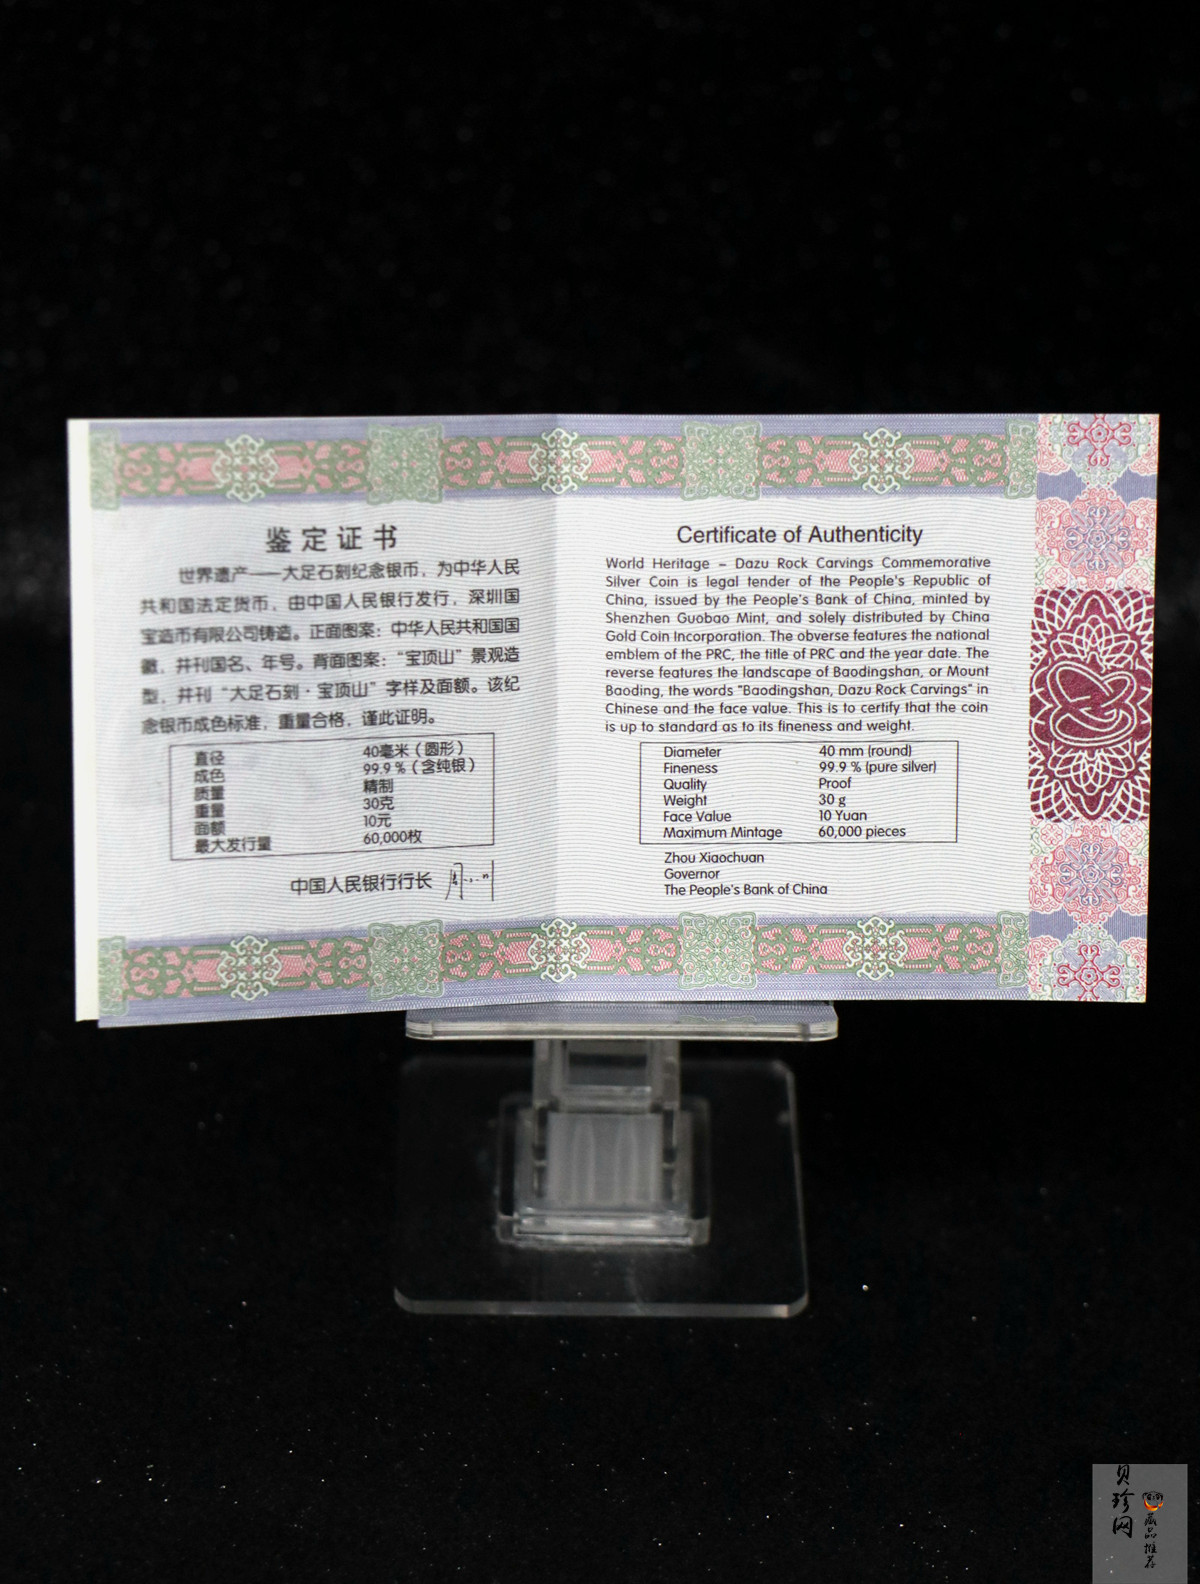 鉴定证书
世界遗产——大足石刻纪念银币，为中华人民
共和国法定货币，由中国人民银行发行，深圳国
宝造币有限公司铸造。正面图案：中华人民共和国国
徽，并刊国名、年号。背面图案：“宝顶山”景观造
型，并刊“大足石刻·宝顶山”字样及面额。该纪
念银币成色标准，重量合格，谨此证明。
直径 40毫米（圆形）
成色 99.9％（含纯银）
质量 精制
重量 30克
面额 10元
最大发行量 60,000枚
中国人民银行行长
Certificate of Authenticity
World Heritage – Dazu Rock Carvings Commemorative
Silver Coin is legal tender of the People's Republic of
China, issued by the People's Bank of China, minted by
Shenzhen Guobao Mint, and solely distributed by China
Gold Coin Incorporation. The obverse features the national
emblem of the PRC, the title of PRC and the year date. The
reverse features the landscape of Baodingshan, or Mount
Baoding, the words "Baodingshan, Dazu Rock Carvings" in
Chinese and the face value. This is to certify that the coin
is up to standard as to its fineness and weight.
Diameter 40 mm (round)
Fineness 99.9 % (pure silver)
Quality Proof
Weight 30 g
Face Value 10 Yuan
Maximum Mintage 60,000 pieces
Zhou Xiaochuan
Governor
The People's Bank of China
贝珍网
藏品推荐